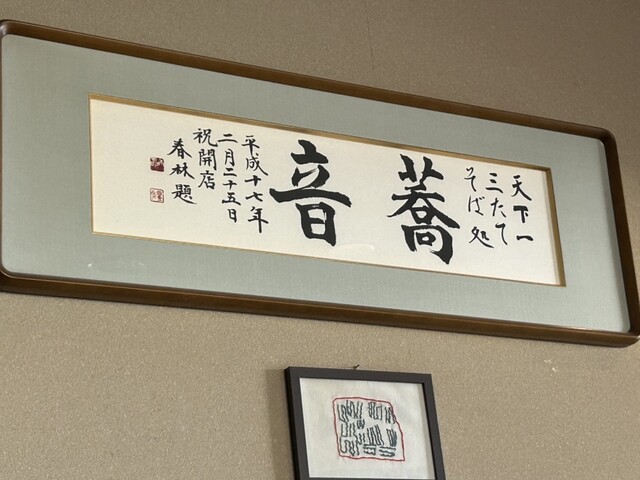 天下一
三たて
そば処
蕎音
平成十七年
二月二十五日
祝開店
春林題